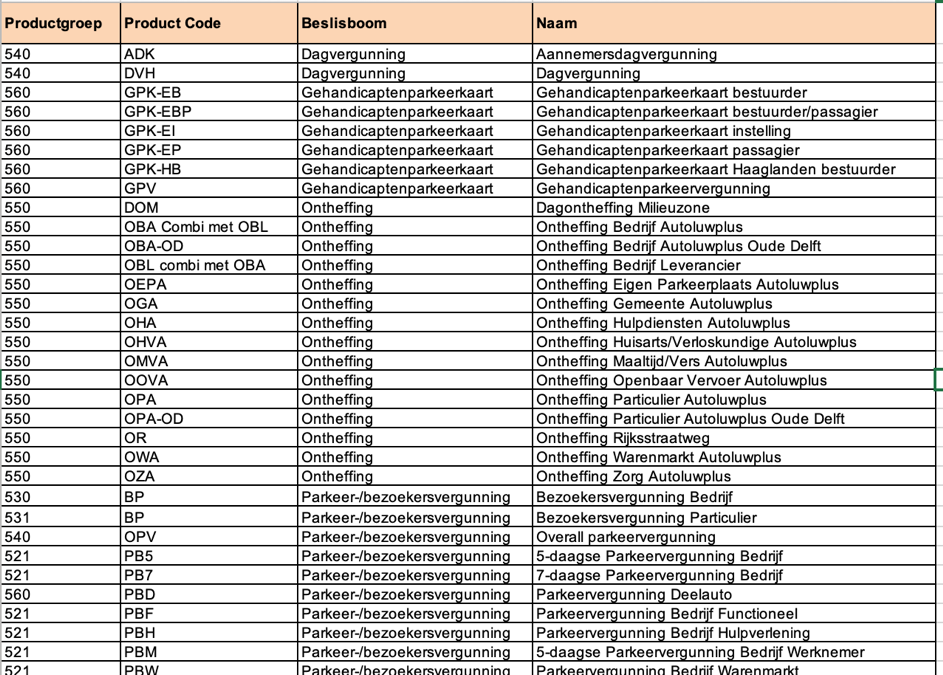 Productgroep Product Code Beslisboom Naam
540 ADK Dagvergunning Aannemersdagvergunning
540 DVH Dagvergunning Dagvergunning
560 GPK-EB Gehandicaptenparkeerkaart Gehandicaptenparkeerkaart bestuurder
560 GPK-EBP Gehandicaptenparkeerkaart Gehandicaptenparkeerkaart bestuurder/passagier
560 GPK-EI Gehandicaptenparkeerkaart Gehandicaptenparkeerkaart instelling
560 GPK-EP Gehandicaptenparkeerkaart Gehandicaptenparkeerkaart passagier
560 GPK-HB Gehandicaptenparkeerkaart Gehandicaptenparkeerkaart Haaglanden bestuurder
560 GPV Gehandicaptenparkeerkaart Gehandicaptenparkeervergunning
550 DOM Ontheffing Dagontheffing Milieuzone
550 OBA Combi met OBL Ontheffing Ontheffing Bedrijf Autoluwplus
550 OBA-OD Ontheffing Ontheffing Bedrijf Autoluwplus Oude Delft
550 OBL combi met OBA Ontheffing Ontheffing Bedrijf Leverancier
550 OEPA Ontheffing Ontheffing Eigen Parkeerplaats Autoluwplus
550 OGA Ontheffing Ontheffing Gemeente Autoluwplus
550 OHA Ontheffing Ontheffing Hulpdiensten Autoluwplus
550 OHVA Ontheffing Ontheffing Huisarts/Verloskundige Autoluwplus
550 OMVA Ontheffing Ontheffing Maaltijd/Vers Autoluwplus
550 OOVA Ontheffing Ontheffing Openbaar Vervoer Autoluwplus
550 OPA Ontheffing Ontheffing Particulier Autoluwplus
550 OPA-OD Ontheffing Ontheffing Particulier Autoluwplus Oude Delft
550 OR Ontheffing Ontheffing Rijksstraatweg
550 OWA Ontheffing Ontheffing Warenmarkt Autoluwplus
550 OZA Ontheffing Ontheffing Zorg Autoluwplus
530 BP Parkeer-/bezoekersvergunning Bezoekersvergunning Bedrijf
531 BP Parkeer-/bezoekersvergunning Bezoekersvergunning Particulier
540 OPV Parkeer-/bezoekersvergunning Overall parkeervergunning
521 PB5 Parkeer-/bezoekersvergunning 5-daagse Parkeervergunning Bedrijf
521 PB7 Parkeer-/bezoekersvergunning 7-daagse Parkeervergunning Bedrijf
560 PBD Parkeer-/bezoekersvergunning Parkeervergunning Deelauto
521 PBF Parkeer-/bezoekersvergunning Parkeervergunning Bedrijf Functioneel
521 PBH Parkeer-/bezoekersvergunning Parkeervergunning Bedrijf Hulpverlening
521 PBM Parkeer-/bezoekersvergunning 5-daagse Parkeervergunning Bedrijf Werknemer
521 PBW Parkeer-/bezoekersvergunning Parkeervergunning Bedrijf Warenmarkt